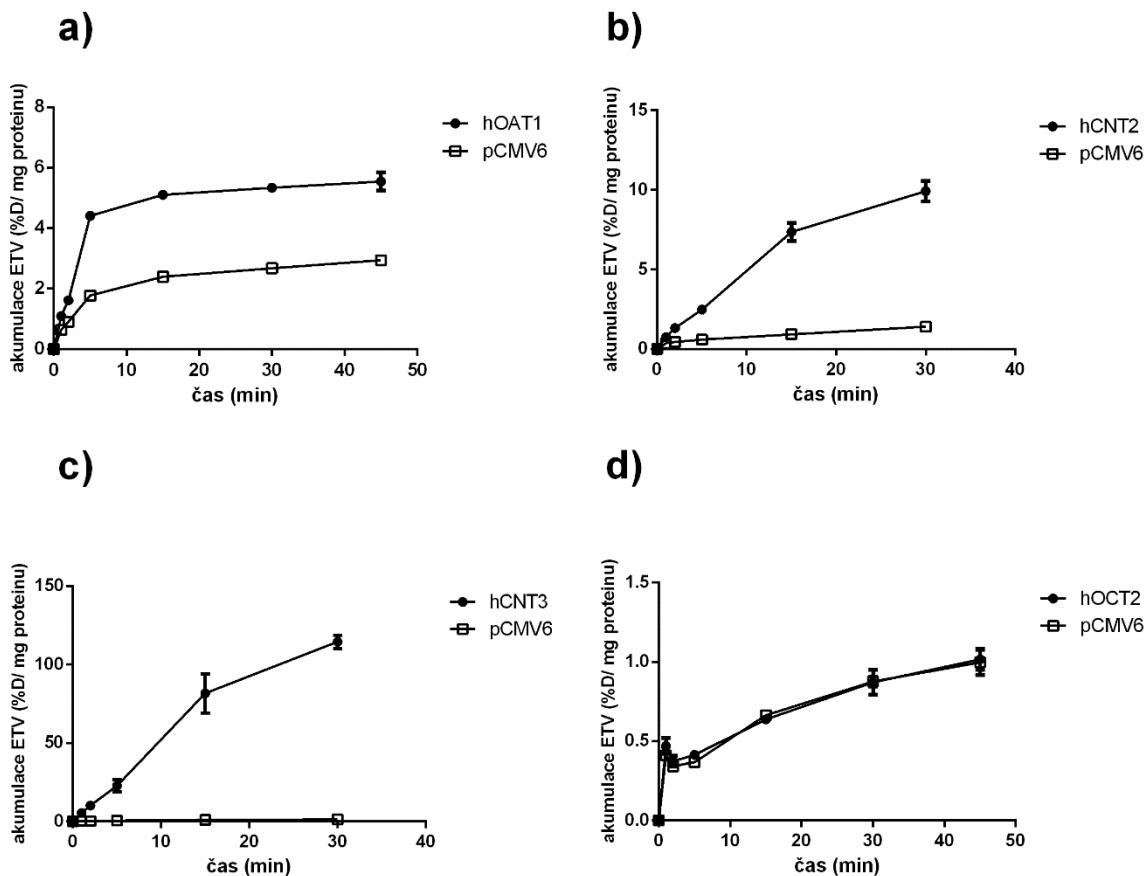 a)
akumulace ETV (%D/ mg proteinu)
8
6
4
2
0
0 10 20 30 40 50
čas (min)
hOAT1
pCMV6
b)
akumulace ETV (%D/ mg proteinu)
15
10
5
0
0 10 20 30 40
čas (min)
hCNT2
pCMV6
c)
akumulace ETV (%D/ mg proteinu)
150
100
50
0
0 10 20 30 40
čas (min)
hCNT3
pCMV6
d)
akumulace ETV (%D/ mg proteinu)
1.5
1.0
0.5
0.0
0 10 20 30 40 50
čas (min)
hOCT2
pCMV6